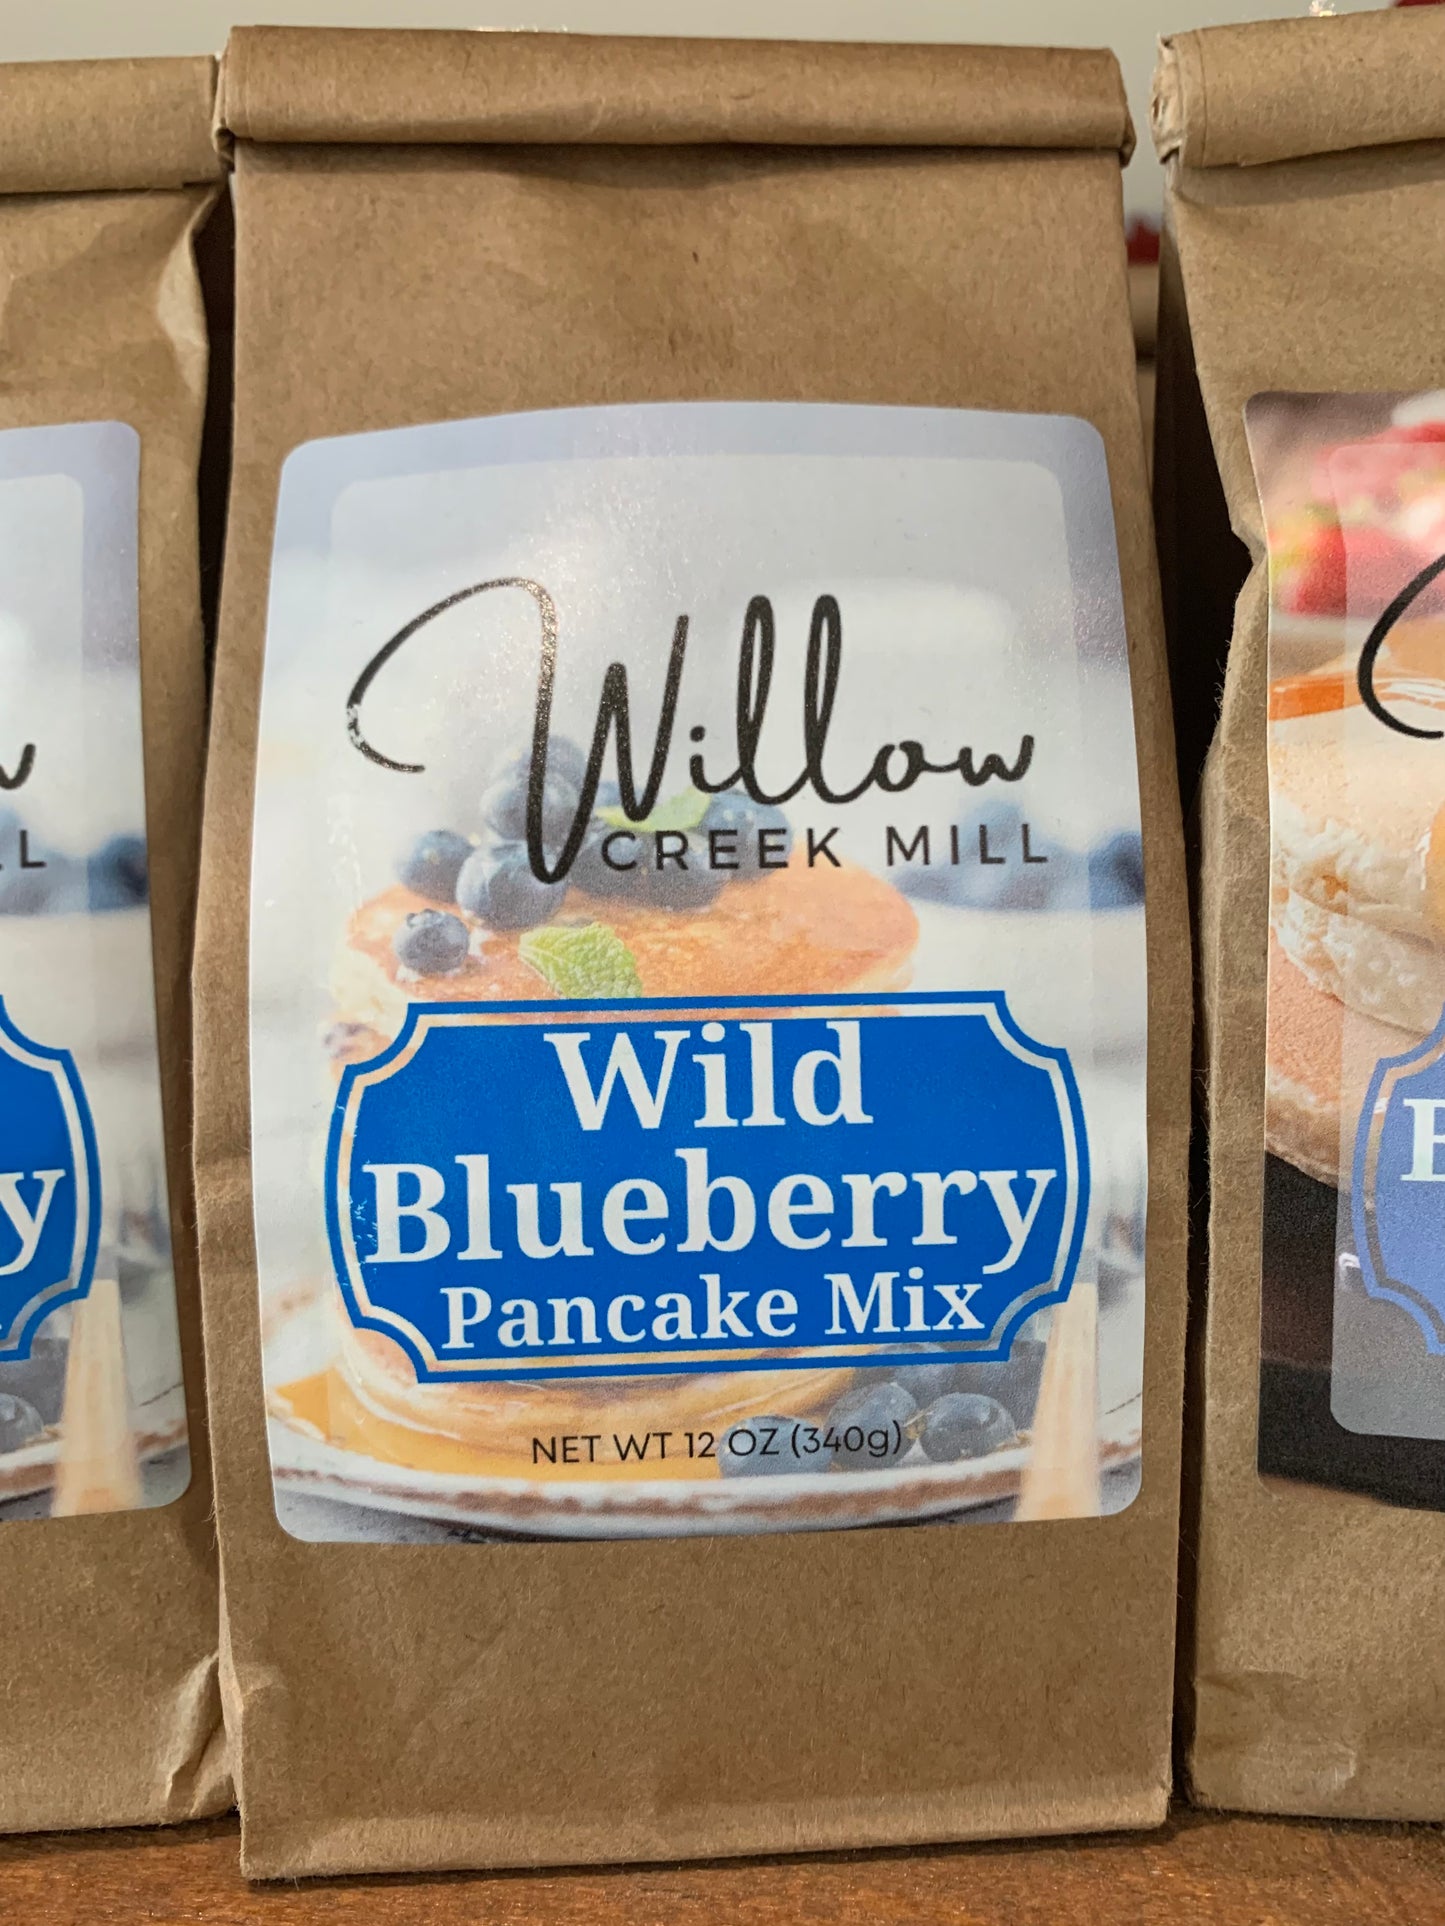 Willow
CREEK MILL
Wild
Blueberry
Pancake Mix
NET WT 12 OZ (340g)